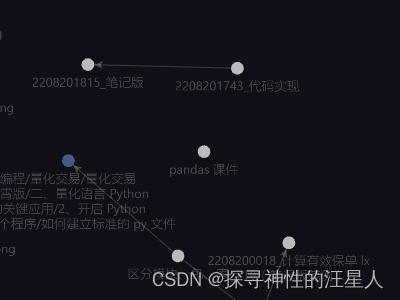 g
2208201815_笔记版
2208201743_代码实现
ng
pandas 课件
编程/量化交易/量化交易
宵版/二、量化语言 Python
关键应用/2、开启 Python
个程序/如何建立标准的 py 文件
ong
2208200018_计算有效保单 lx
区分
CSDN @探寻神性的汪星人